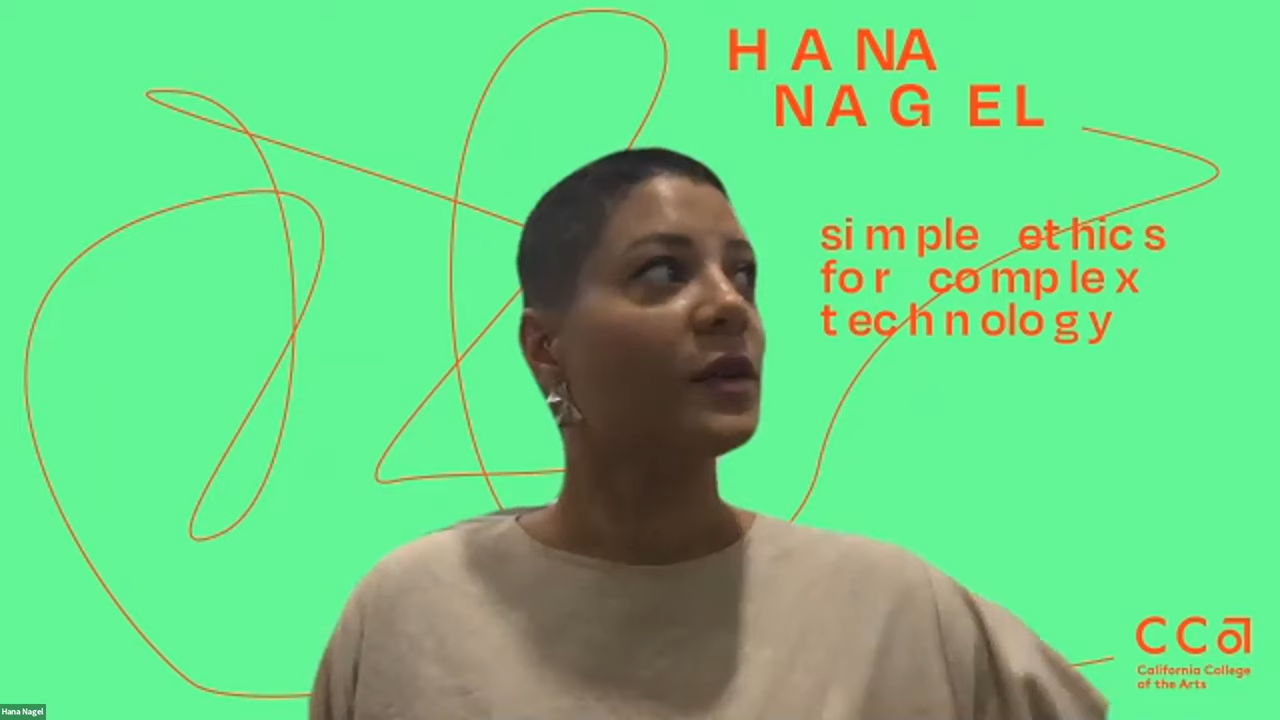 HANA
NAGEL
simple ethics
for complex
technology
CCA
California College
of the Arts
Hana Nagel